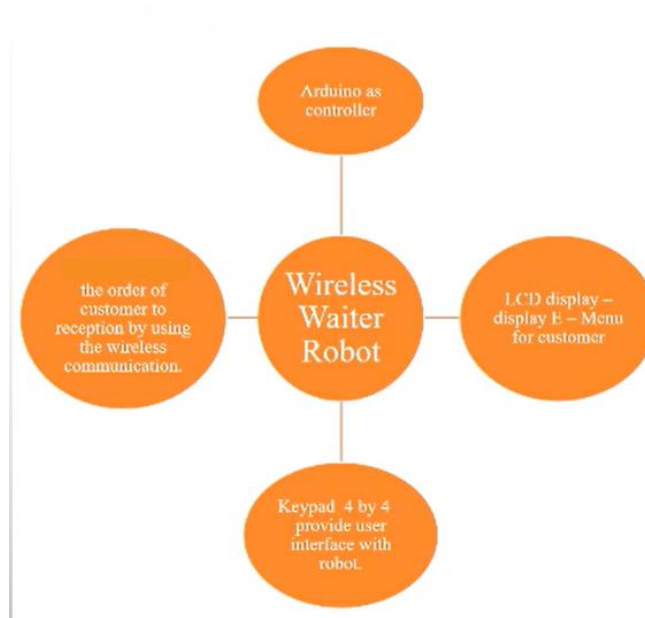 Arduino as
controller
the order of
customer to
reception by using
the wireless
communication.
Wireless
Waiter
Robot
LCD display –
display E – Menu
for customer
Keypad 4 by 4
provide user
interface with
robot.